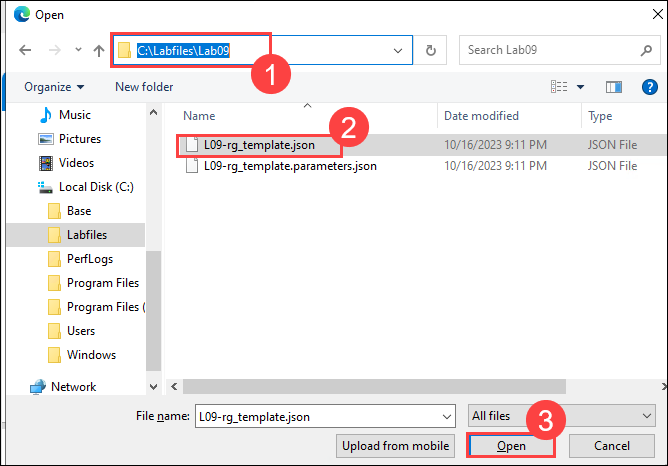 Open
C:\Labfiles\Lab09
Search Lab09
1
Organize
New folder
Music
Pictures
Videos
Local Disk (C:)
Base
Labfiles
PerfLogs
Program Files
Program Files (
Users
Windows
Network
Name
Date modified
Type
2
L09-rg_template.json
10/16/2023 9:11 PM
JSON File
L09-rg_template.parameters.json
10/16/2023 9:11 PM
JSON File
File name:
L09-rg_template.json
All files
3
Upload from mobile
Open
Cancel